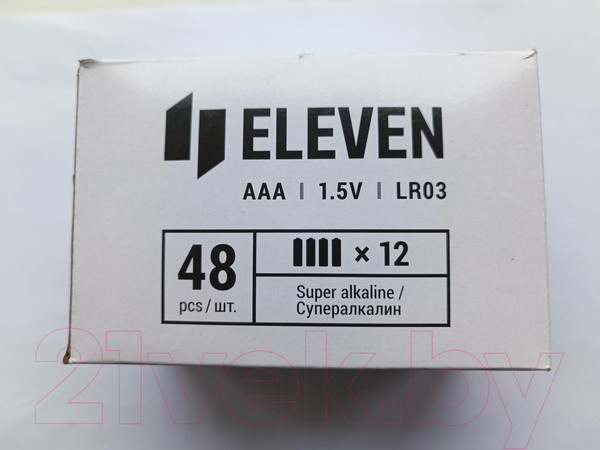 ELEVEN
AAA | 1.5V | LR03
48
pcs / шт.
× 12
Super alkaline /
Супералкалин
21vek.by